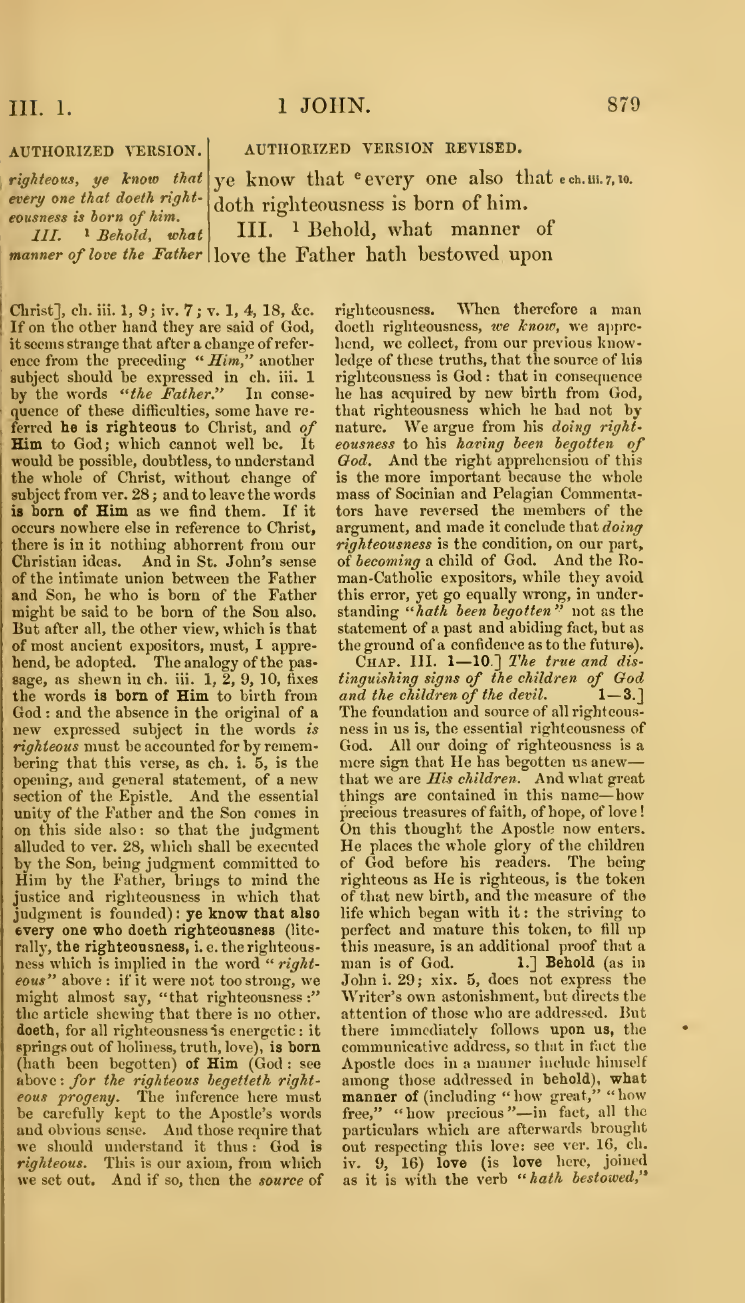 III. 1.
1 JOHN.
879
AUTHORIZED VERSION.
righteous, ye know that
every one that doeth right-
eousness is born of him.
III. 1 Behold, what
manner of love the Father
AUTHORIZED VERSION REVISED.
ye know that e every one also that e ch. iii. 7, 10.
doth righteousness is born of him.
III. 1 Behold, what manner of
love the Father hath bestowed upon
Christ], ch. iii. 1, 9; iv. 7; v. 1, 4, 18, &c.
If on the other hand they are said of God,
it seems strange that after a change of refer-
ence from the preceding "Him," another
subject should be expressed in ch. iii. 1
by the words "the Father." In conse-
quence of these difficulties, some have re-
ferred he is righteous to Christ, and of
Him to God; which cannot well be. It
would be possible, doubtless, to understand
the whole of Christ, without change of
subject from ver. 28; and to leave the words
is born of Him as we find them. If it
occurs nowhere else in reference to Christ,
there is in it nothing abhorrent from our
Christian ideas. And in St. John's sense
of the intimate union between the Father
and Son, he who is born of the Father
might be said to be born of the Son also.
But after all, the other view, which is that
of most ancient expositors, must, I appre-
hend, be adopted. The analogy of the pas-
sage, as shewn in ch. iii. 1, 2, 9, 10, fixes
the words is born of Him to birth from
God: and the absence in the original of a
new expressed subject in the words is
righteous must be accounted for by remem-
bering that this verse, as ch. i. 5, is the
opening, and general statement, of a new
section of the Epistle. And the essential
unity of the Father and the Son comes in
on this side also: so that the judgment
alluded to ver. 28, which shall be executed
by the Son, being judgment committed to
Him by the Father, brings to mind the
justice and righteousness in which that
judgment is founded): ye know that also
every one who doeth righteousness (lite-
rally, the righteousness, i. e. the righteous-
ness which is implied in the word "right-
eous" above: if it were not too strong, we
might almost say, "that righteousness:"
the article shewing that there is no other.
doeth, for all righteousness is energetic: it
springs out of holiness, truth, love), is born
(hath been begotten) of Him (God: see
above: for the righteous begetteth right-
eous progeny. The inference here must
be carefully kept to the Apostle's words
and obvious sense. And those require that
we should understand it thus: God is
righteous. This is our axiom, from which
we set out. And if so, then the source of
righteousness. When therefore a man
doeth righteousness, we know, we appre-
hend, we collect, from our previous know-
ledge of these truths, that the source of his
righteousness is God: that in consequence
he has acquired by new birth from God,
that righteousness which he had not by
nature. We argue from his doing right-
eousness to his having been begotten of
God. And the right apprehension of this
is the more important because the whole
mass of Socinian and Pelagian Commenta-
tors have reversed the members of the
argument, and made it conclude that doing
righteousness is the condition, on our part,
of becoming a child of God. And the Ro-
man-Catholic expositors, while they avoid
this error, yet go equally wrong, in under-
standing "hath been begotten" not as the
statement of a past and abiding fact, but as
the ground of a confidence as to the future).
CHAP. III. 1—10.] The true and dis-
tinguishing signs of the children of God
and the children of the devil. 1—3.]
The foundation and source of all righteous-
ness in us is, the essential righteousness of
God. All our doing of righteousness is a
mere sign that He has begotten us anew—
that we are His children. And what great
things are contained in this name—how
precious treasures of faith, of hope, of love!
On this thought the Apostle now enters.
He places the whole glory of the children
of God before his readers. The being
righteous as He is righteous, is the token
of that new birth, and the measure of the
life which began with it: the striving to
perfect and mature this token, to fill up
this measure, is an additional proof that a
man is of God. 1.] Behold (as in
John i. 29; xix. 5, does not express the
Writer's own astonishment, but directs the
attention of those who are addressed. But
there immediately follows upon us, the
communicative address, so that in fact the
Apostle does in a manner include himself
among those addressed in behold), what
manner of (including "how great," "how
free," "how precious"—in fact, all the
particulars which are afterwards brought
out respecting this love: see ver. 16, ch.
iv. 9, 16) love (is love here, joined
as it is with the verb "hath bestowed,"